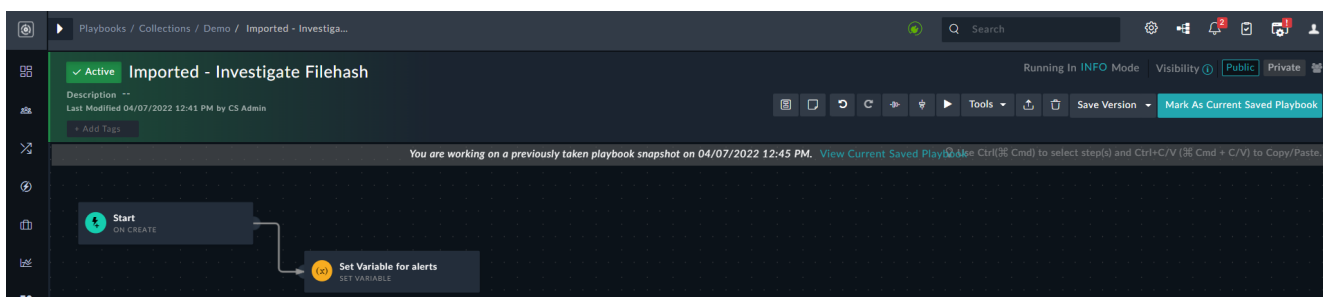 Playbooks / Collections / Demo / Imported - Investiga...
Search
2
!
Active Imported - Investigate Filehash
Running In INFO Mode
Visibility
Public Private
Description --
Last Modified 04/07/2022 12:41 PM by CS Admin
Tools
Save Version
Mark As Current Saved Playbook
+ Add Tags
You are working on a previously taken playbook snapshot on 04/07/2022 12:45 PM. View Current Saved Playbook
Use Ctrl(⌘ Cmd) to select step(s) and Ctrl+C/V (⌘ Cmd + C/V) to Copy/Paste.
Start
ON CREATE
(x)
Set Variable for alerts
SET VARIABLE